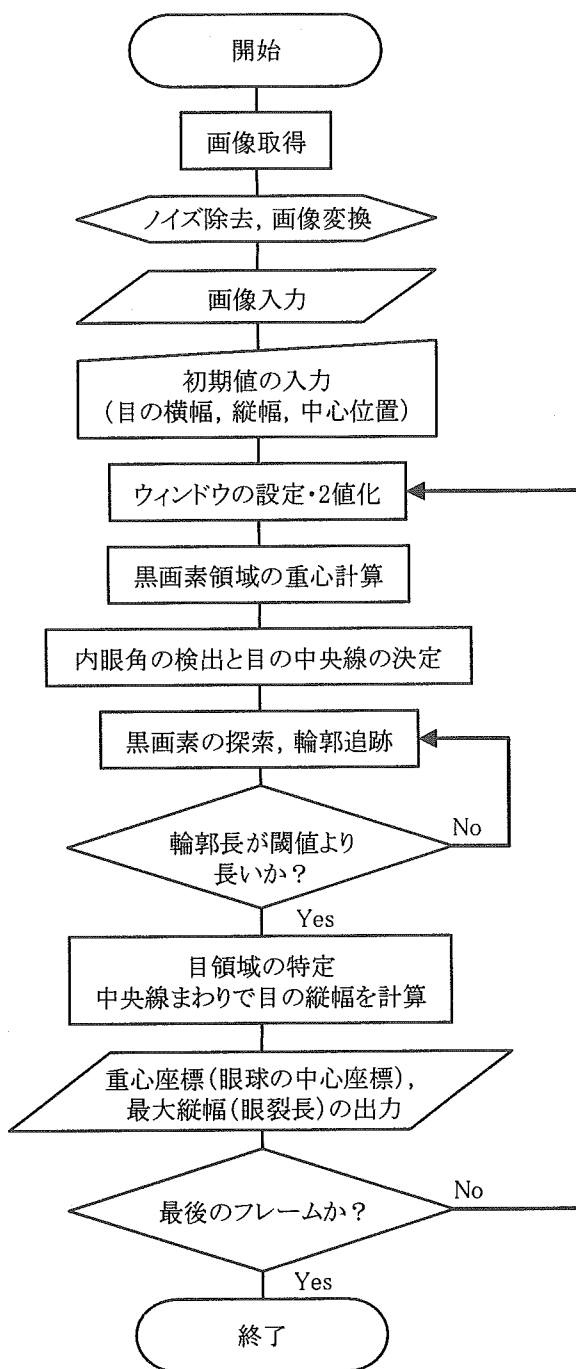 開始
画像取得
ノイズ除去, 画像変換
画像入力
初期値の入力
(目の横幅, 縦幅, 中心位置)
ウィンドウの設定・2値化
黒画素領域の重心計算
内眼角の検出と目の中央線の決定
黒画素の探索, 輪郭追跡
輪郭長が閾値より
長いか？
No
Yes
目領域の特定
中央線まわりで目の縦幅を計算
重心座標(眼球の中心座標),
最大縦幅(眼裂長)の出力
最後のフレームか？
No
Yes
終了